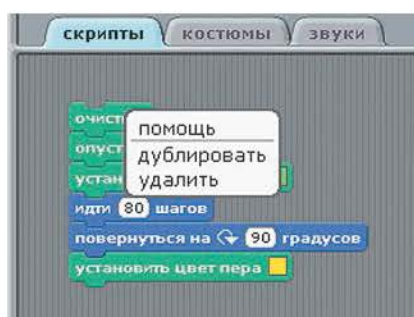 скрипты костюмы звуки
помощь
дублировать
удалить
идти 80 шагов
повернуться на 90 градусов
установить цвет пера